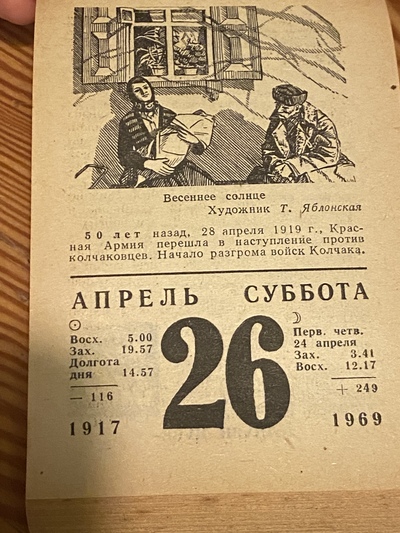 Весеннее солнце
Художник Т. Яблонская
50 лет назад, 28 апреля 1919 г., Крас-
ная Армия перешла в наступление против
колчаковцев. Начало разгрома войск Колчака.
АПРЕЛЬ СУББОТА
Восх. 5.00
Зах. 19.57
Долгота
дня 14.57
— 116
1917
26
Перв. четв.
24 апреля
Зах. 3.41
Восх. 12.17
+ 249
1969